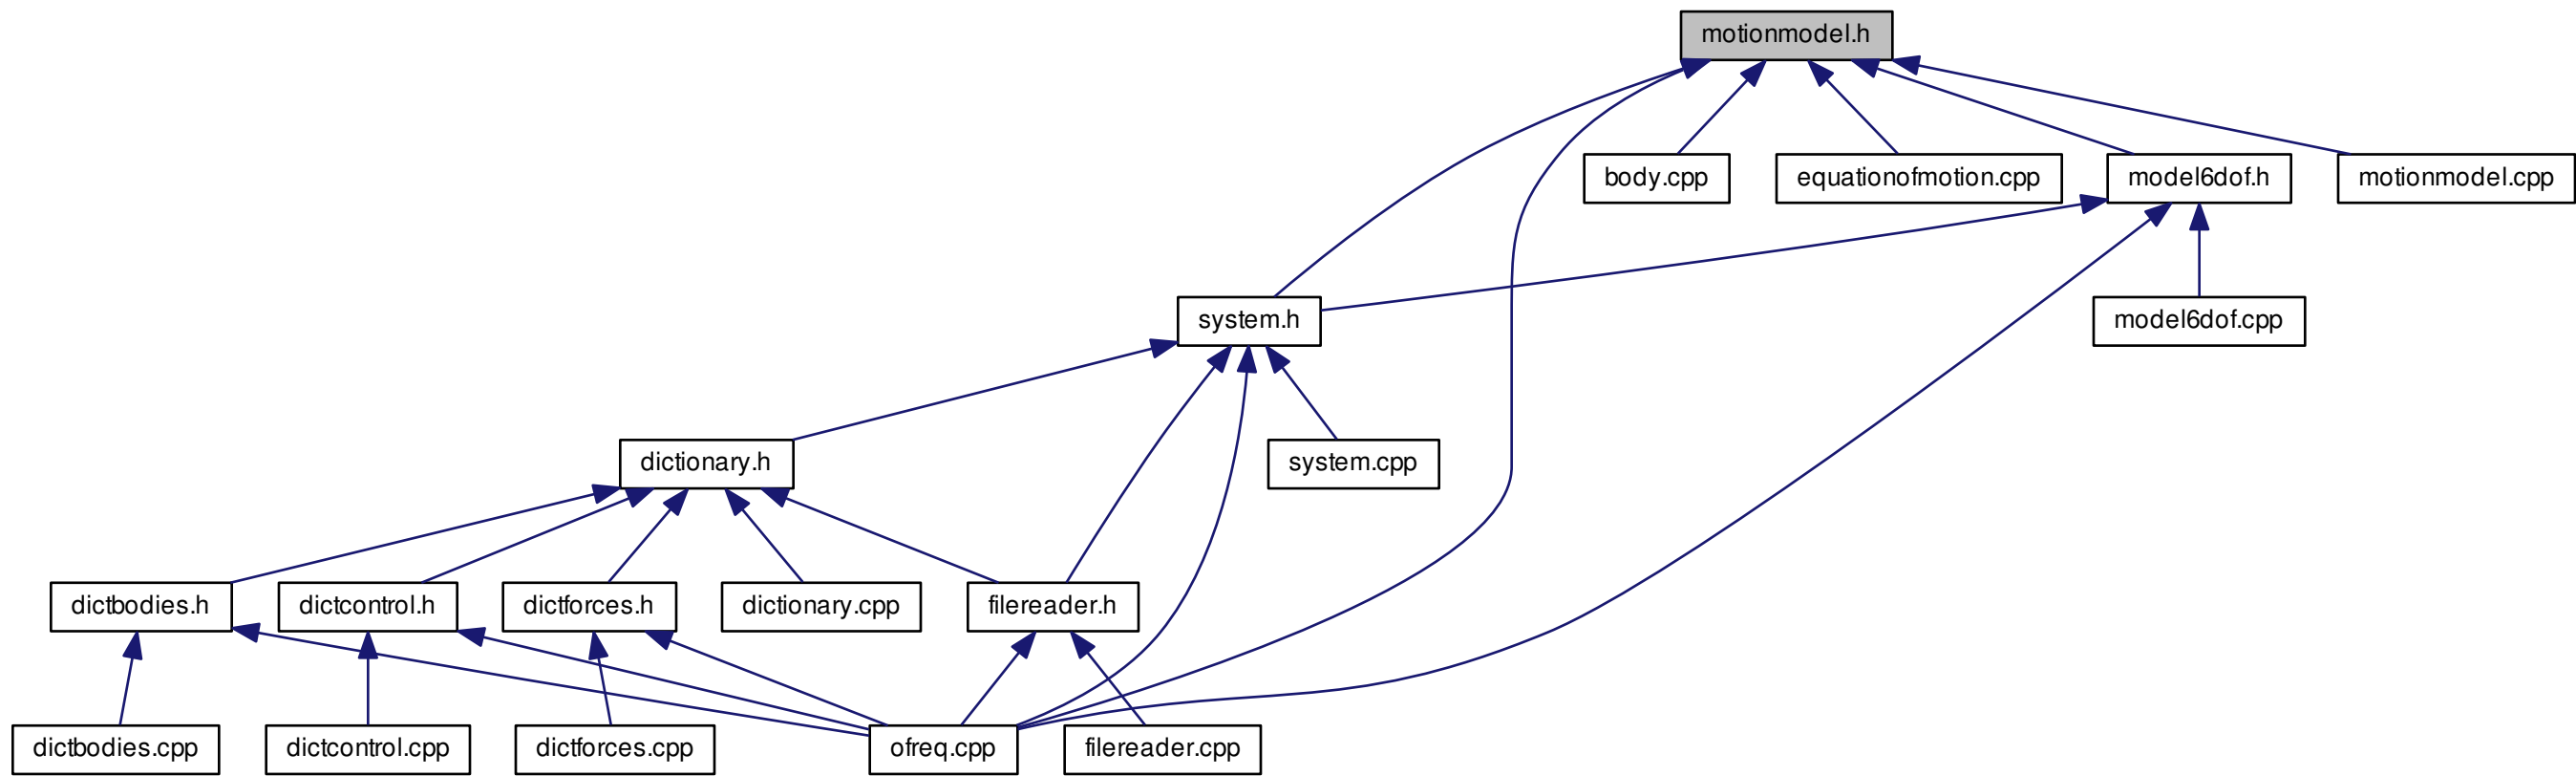 motionmodel.h
body.cpp
equationofmotion.cpp
model6dof.h
motionmodel.cpp
system.h
model6dof.cpp
dictionary.h
system.cpp
dictbodies.h
dictcontrol.h
dictforces.h
dictionary.cpp
filereader.h
dictbodies.cpp
dictcontrol.cpp
dictforces.cpp
ofreq.cpp
filereader.cpp